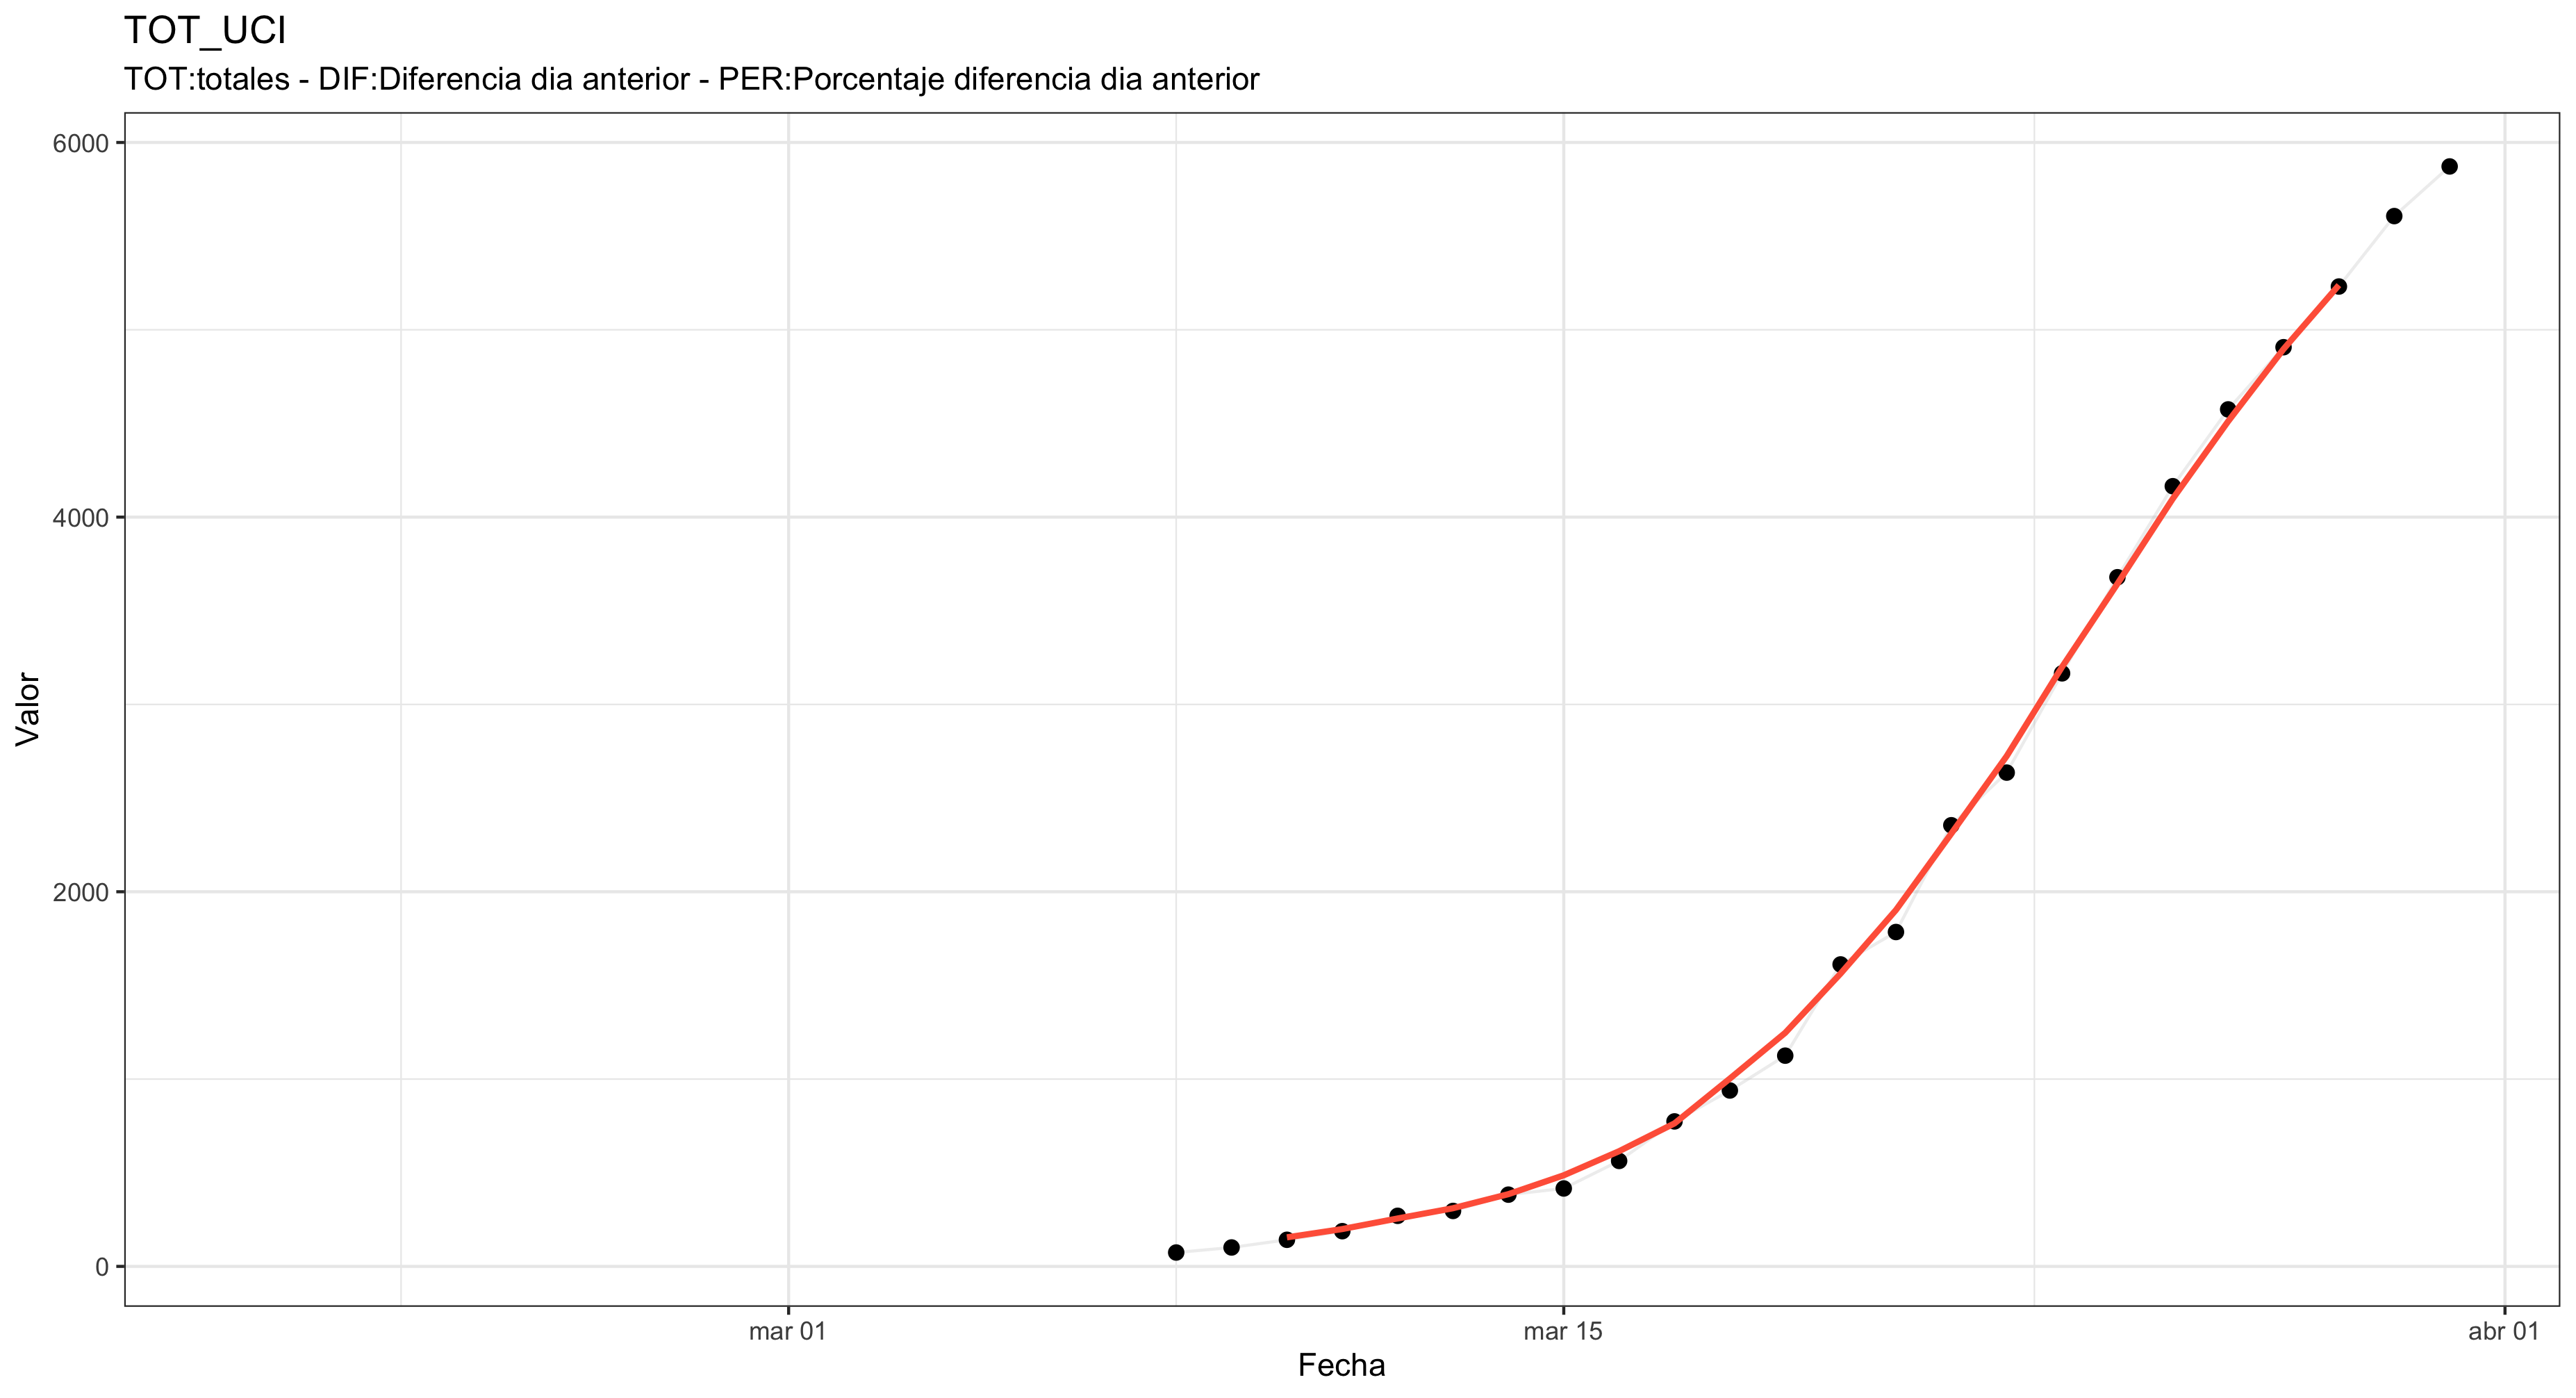 TOT_UCI
TOT:totales - DIF:Diferencia dia anterior - PER:Porcentaje diferencia dia anterior
6000
4000
2000
0
Valor
mar 01
mar 15
abr 01
Fecha